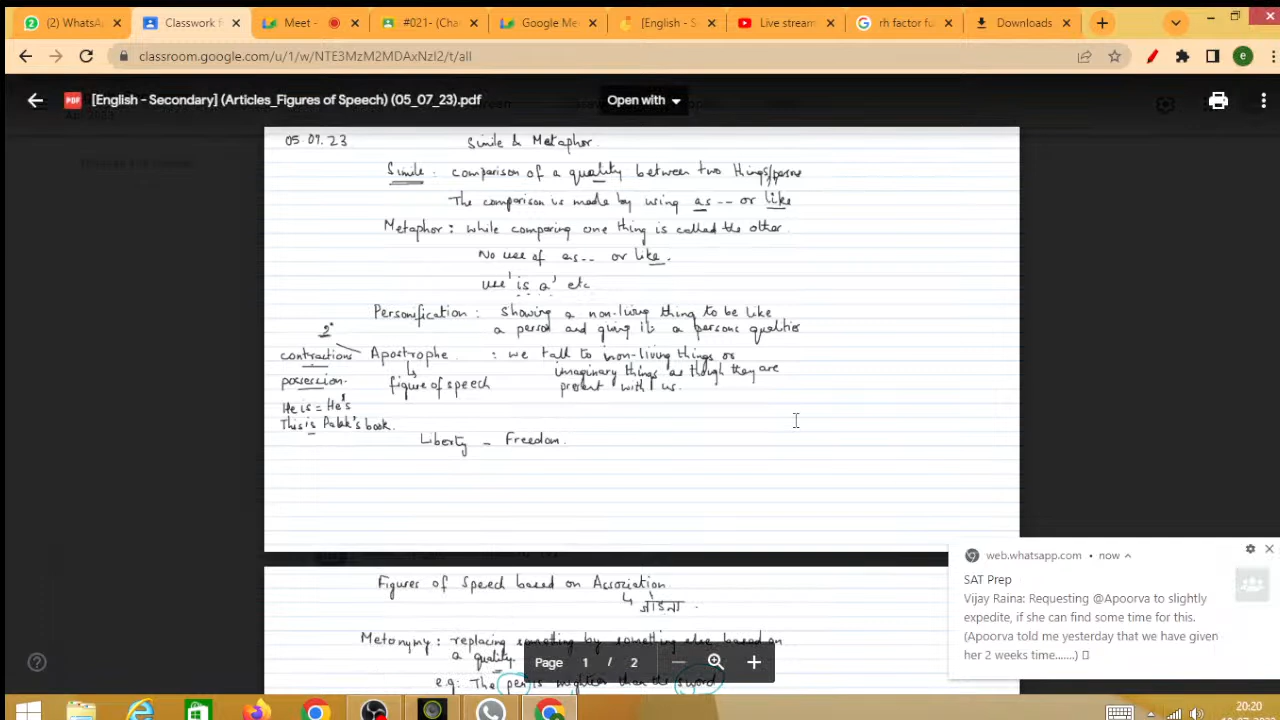 (2) WhatsA
Classwork f
Meet -
#021- (Cha
Google Me
[English - S
Live stream
rh factor fu
Downloads
classroom.google.com/u/1/w/NTE3MzM2MDAxNzI2/t/all
e
PDF
[English - Secondary] (Articles_Figures of Speech) (05_07_23).pdf
Open with
05.07.23 Simile & Metaphor.
Simile : comparison of a quality between two things/persons
The comparison is made by using as -- or like
Metaphor : while comparing one thing is called the other
No use of as-- or like.
use 'is a' etc
Personification : showing a non-living thing to be like
a person and giving it a persons qualities
2
contractions Apostrophe : we talk to non-living things or
imaginary things as though they are
possession. figure of speech present with us.
He is = He's
This is Palak's book.
Liberty - Freedom.
Figures of Speech based on Association
जोडना
Metonymy : replacing something by something else, based on
a quality.
e.g: The pen is mightier than the sword
Page 1 / 2
web.whatsapp.com • now
SAT Prep
Vijay Raina: Requesting @Apoorva to slightly
expedite, if she can find some time for this.
(Apoorva told me yesterday that we have given
her 2 weeks time.......)
20:20